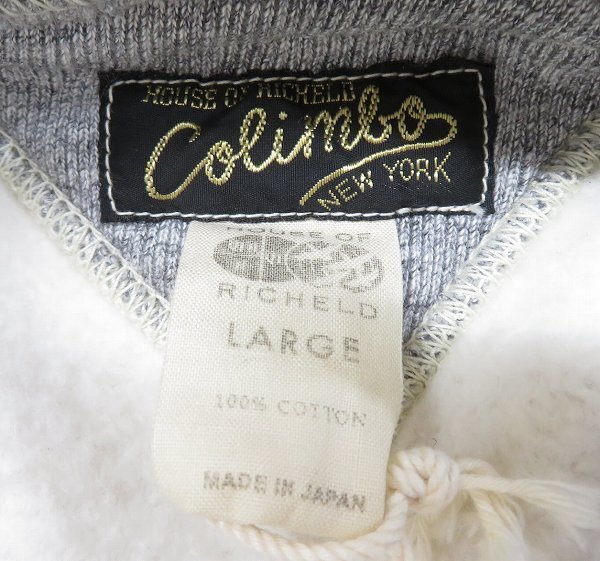 HOUSE OF RICHELD
Colimbo
NEW YORK
HOUSE OF
RICHELD
LARGE
100% COTTON
MADE IN JAPAN